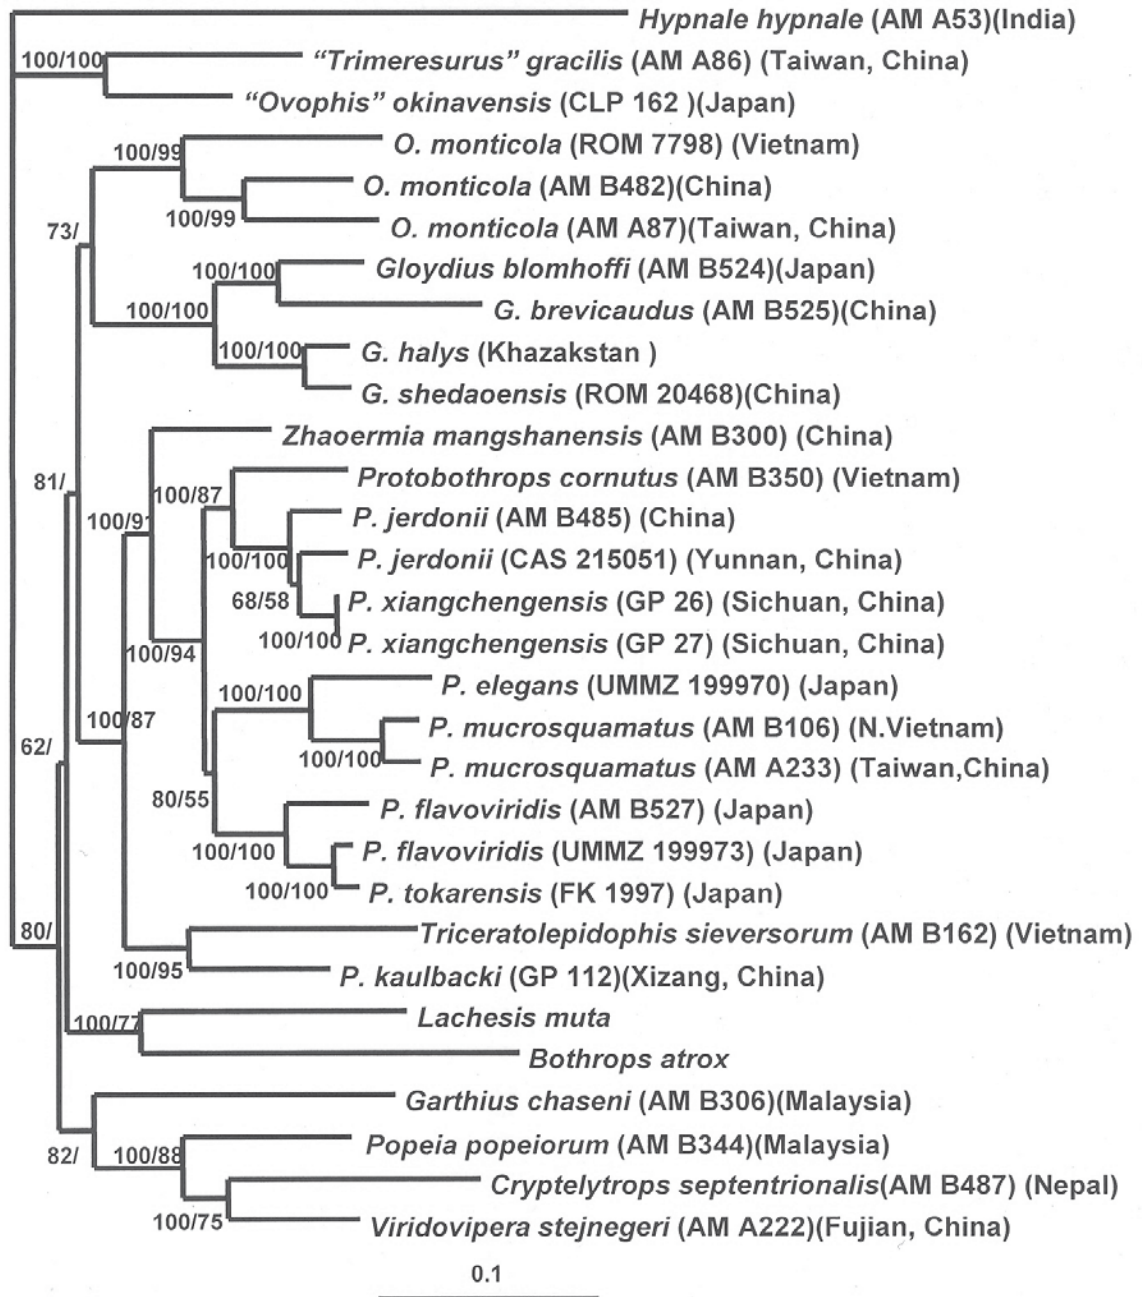 Hypnale hypnale (AM A53)(India)
100/100
“Trimeresurus” gracilis (AM A86) (Taiwan, China)
“Ovophis” okinavensis (CLP 162 )(Japan)
100/99
O. monticola (ROM 7798) (Vietnam)
O. monticola (AM B482)(China)
100/99
O. monticola (AM A87)(Taiwan, China)
73/
100/100
Gloydius blomhoffi (AM B524)(Japan)
100/100
G. brevicaudus (AM B525)(China)
100/100
G. halys (Khazakstan )
G. shedaoensis (ROM 20468)(China)
Zhaoermia mangshanensis (AM B300) (China)
81/
100/87
Protobothrops cornutus (AM B350) (Vietnam)
100/91
P. jerdonii (AM B485) (China)
100/100
P. jerdonii (CAS 215051) (Yunnan, China)
68/58
P. xiangchengensis (GP 26) (Sichuan, China)
100/100
P. xiangchengensis (GP 27) (Sichuan, China)
100/94
100/100
P. elegans (UMMZ 199970) (Japan)
100/87
P. mucrosquamatus (AM B106) (N.Vietnam)
62/
100/100
P. mucrosquamatus (AM A233) (Taiwan,China)
80/55
P. flavoviridis (AM B527) (Japan)
100/100
P. flavoviridis (UMMZ 199973) (Japan)
100/100
P. tokarensis (FK 1997) (Japan)
80/
Triceratolepidophis sieversorum (AM B162) (Vietnam)
100/95
P. kaulbacki (GP 112)(Xizang, China)
100/77
Lachesis muta
Bothrops atrox
Garthius chaseni (AM B306)(Malaysia)
82/
100/88
Popeia popeiorum (AM B344)(Malaysia)
Cryptelytrops septentrionalis(AM B487) (Nepal)
100/75
Viridovipera stejnegeri (AM A222)(Fujian, China)
0.1